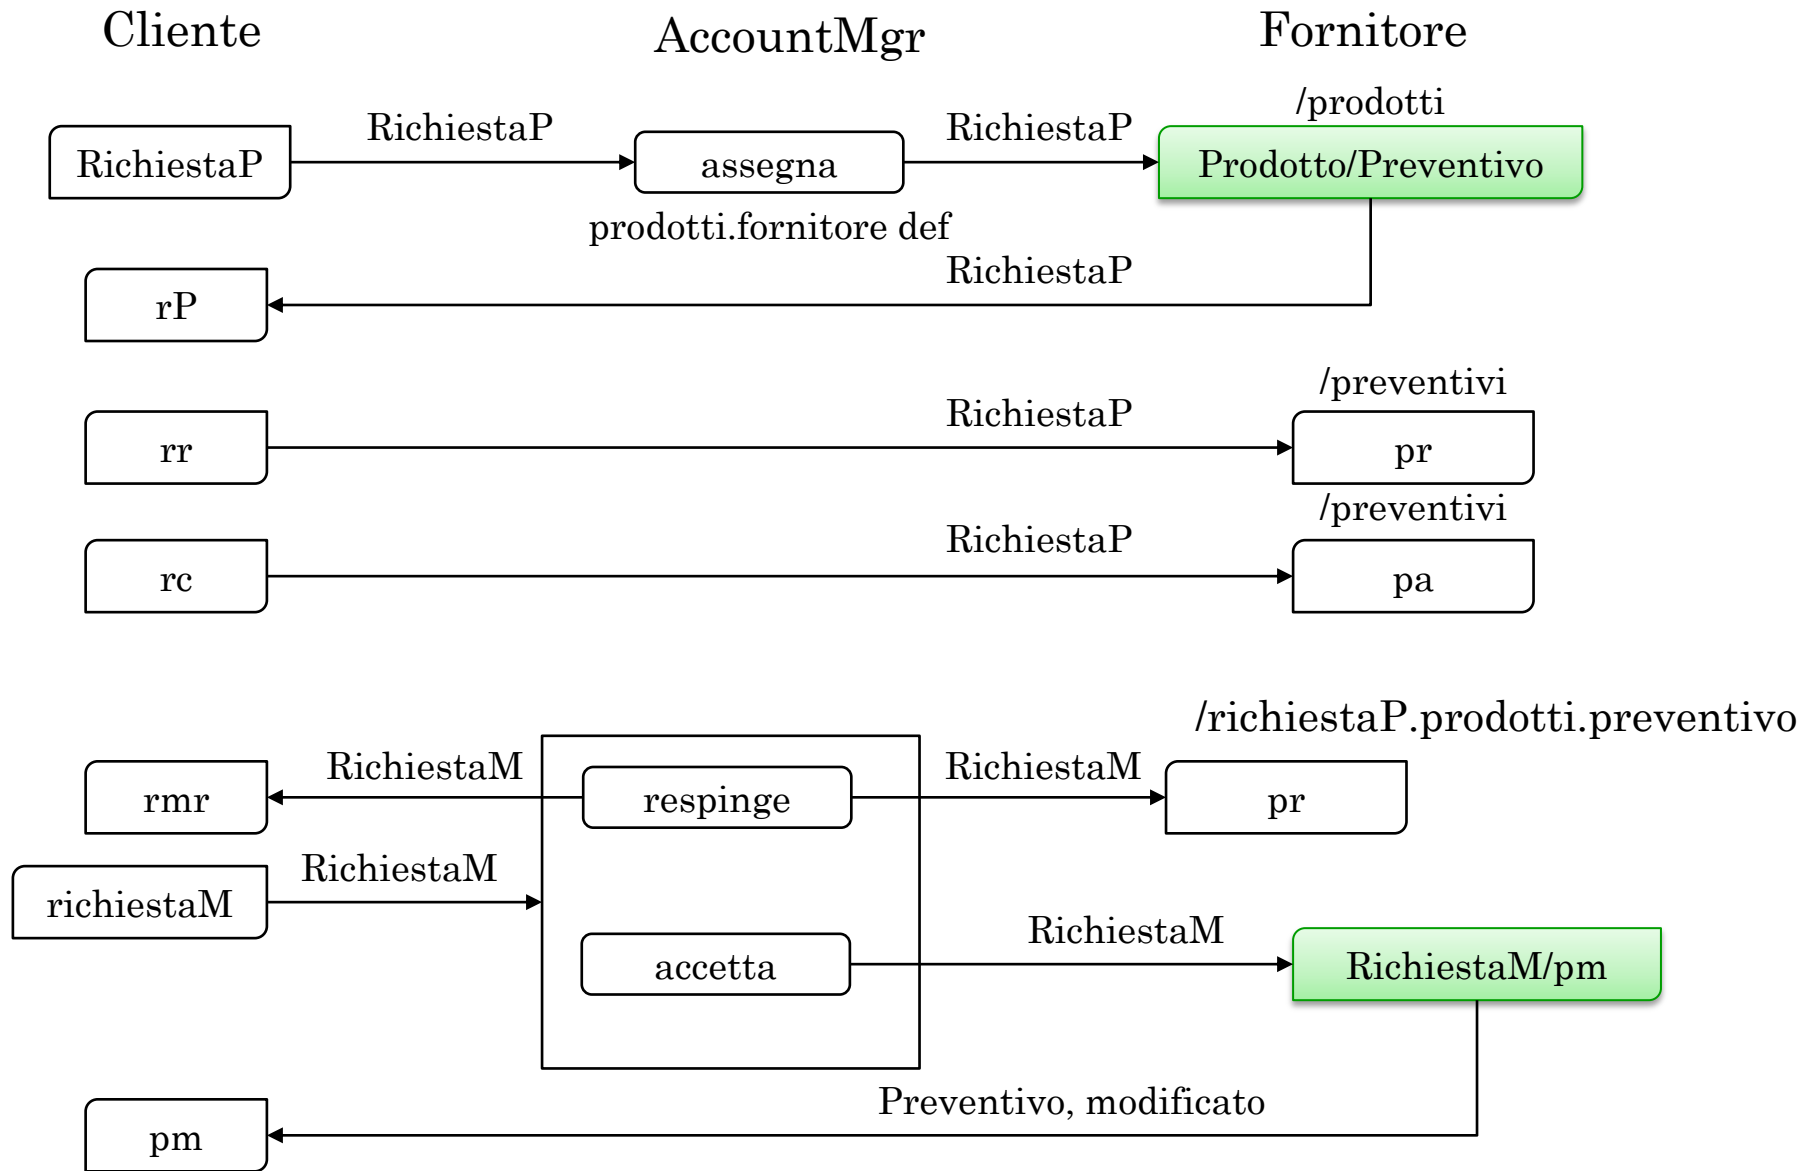 Cliente
AccountMgr
Fornitore
/prodotti
RichiestaP
RichiestaP
assegna
RichiestaP
Prodotto/Preventivo
prodotti.fornitore def
RichiestaP
rP
/preventivi
RichiestaP
rr
pr
/preventivi
RichiestaP
rc
pa
/richiestaP.prodotti.preventivo
rmr
RichiestaM
respinge
RichiestaM
pr
richiestaM
RichiestaM
accetta
RichiestaM
RichiestaM/pm
Preventivo, modificato
pm